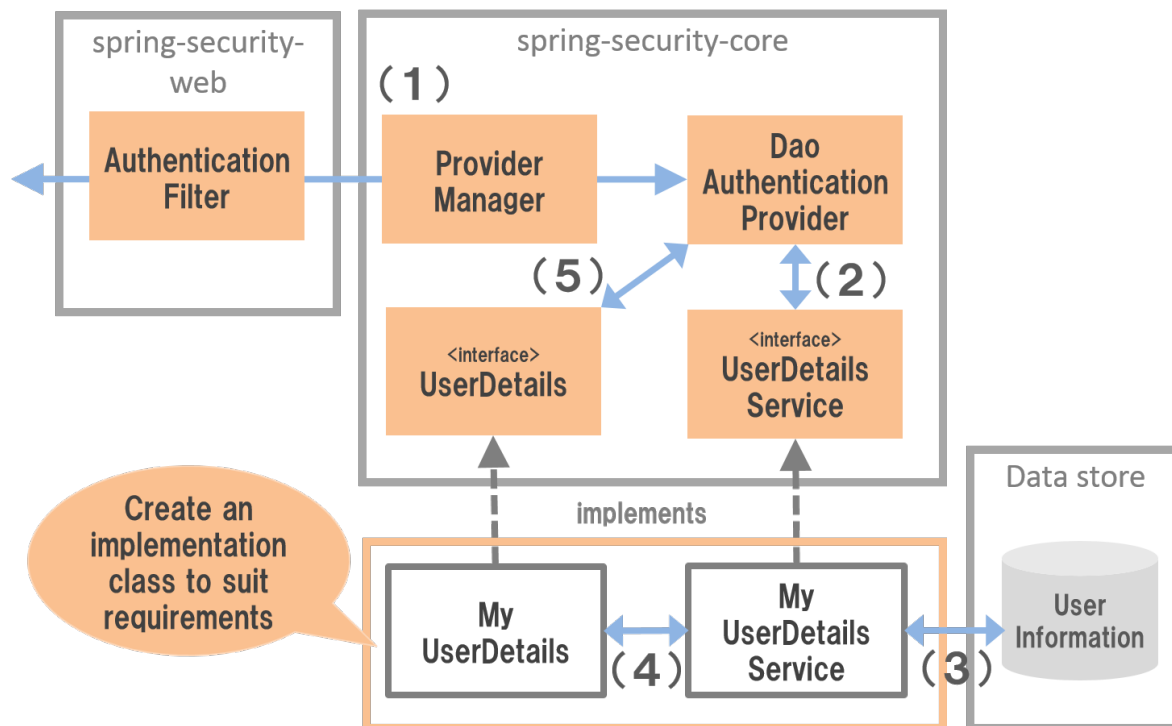 spring-security-
web
Authentication
Filter
spring-security-core
(1)
Provider
Manager
Dao
Authentication
Provider
(5)
(2)
<interface>
UserDetails
<interface>
UserDetails
Service
implements
Create an
implementation
class to suit
requirements
My
UserDetails
(4)
My
UserDetails
Service
(3)
Data store
User
Information